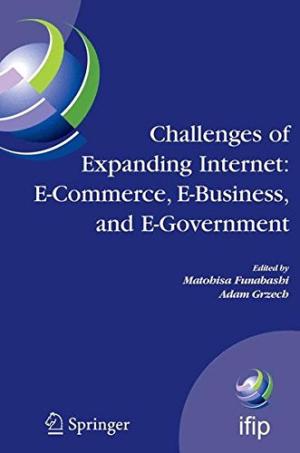 Challenges of
Expanding Internet:
E-Commerce, E-Business,
and E-Government
Edited by
Matohisa Funabashi
Adam Grzech
Springer
ifip